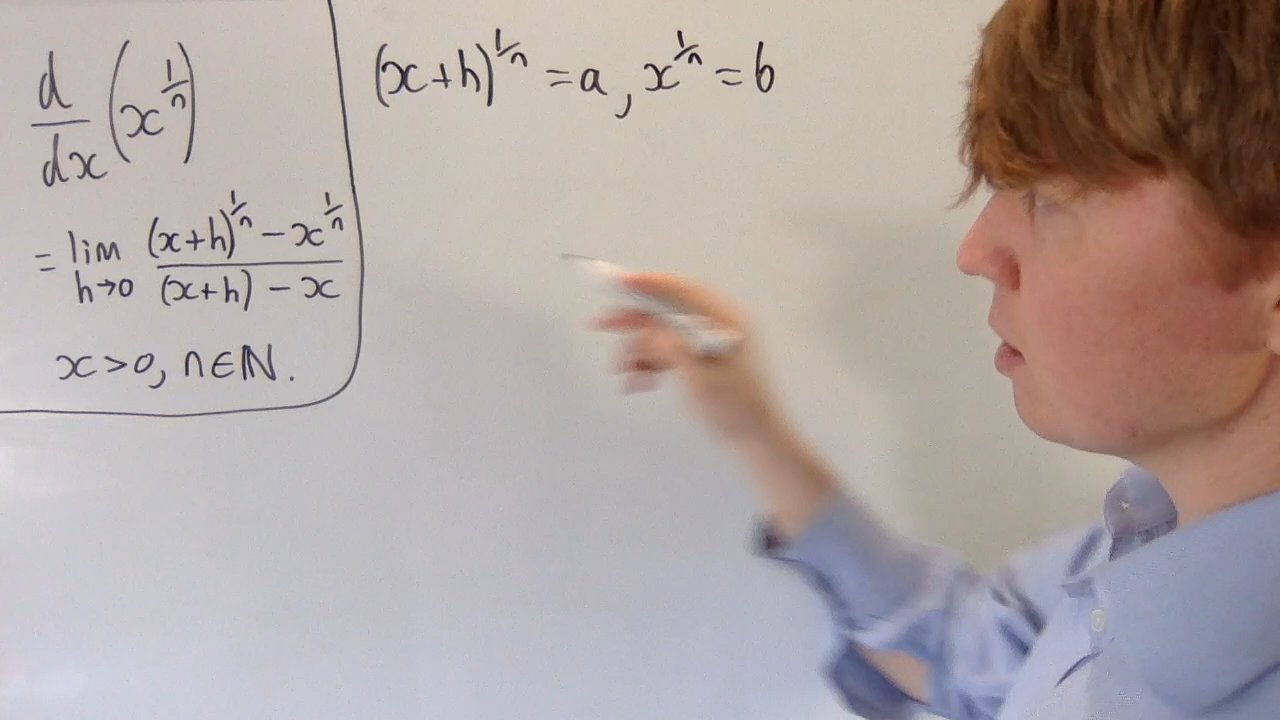 d/dx (x^{1/n})
= lim_{h→0} ((x+h)^{1/n} - x^{1/n}) / ((x+h) - x)
x > 0, n ∈ ℕ.
(x+h)^{1/n} = a, x^{1/n} = b